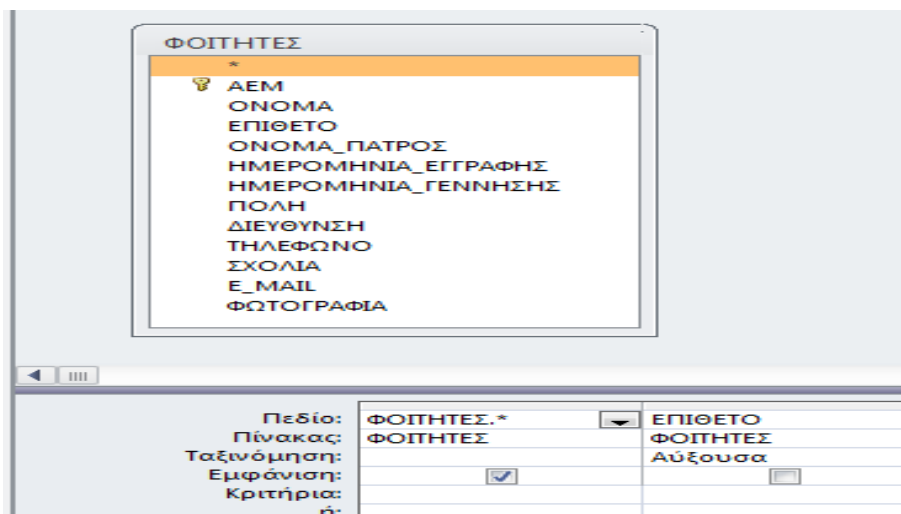 ΦΟΙΤΗΤΕΣ
*
ΑΕΜ
ΟΝΟΜΑ
ΕΠΙΘΕΤΟ
ΟΝΟΜΑ_ΠΑΤΡΟΣ
ΗΜΕΡΟΜΗΝΙΑ_ΕΓΓΡΑΦΗΣ
ΗΜΕΡΟΜΗΝΙΑ_ΓΕΝΝΗΣΗΣ
ΠΟΛΗ
ΔΙΕΥΘΥΝΣΗ
ΤΗΛΕΦΩΝΟ
ΣΧΟΛΙΑ
E_MAIL
ΦΩΤΟΓΡΑΦΙΑ
Πεδίο: ΦΟΙΤΗΤΕΣ.* ΕΠΙΘΕΤΟ
Πίνακας: ΦΟΙΤΗΤΕΣ ΦΟΙΤΗΤΕΣ
Ταξινόμηση: Αύξουσα
Εμφάνιση:
Κριτήρια:
ή: